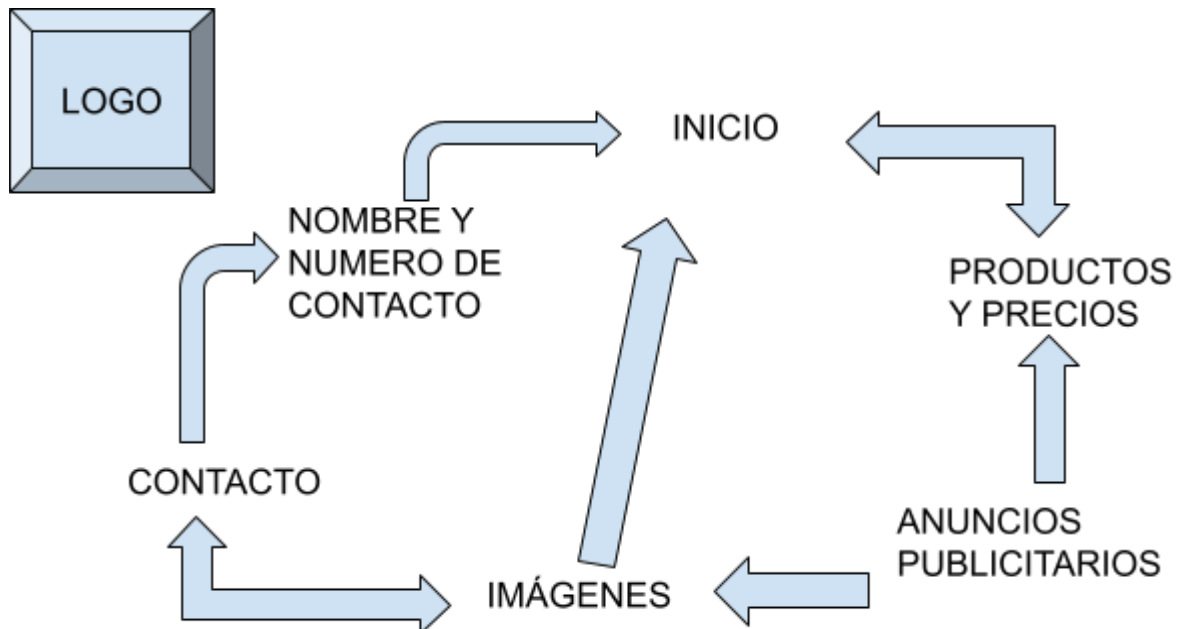 LOGO
INICIO
NOMBRE Y
NUMERO DE
CONTACTO
PRODUCTOS
Y PRECIOS
CONTACTO
ANUNCIOS
PUBLICITARIOS
IMÁGENES